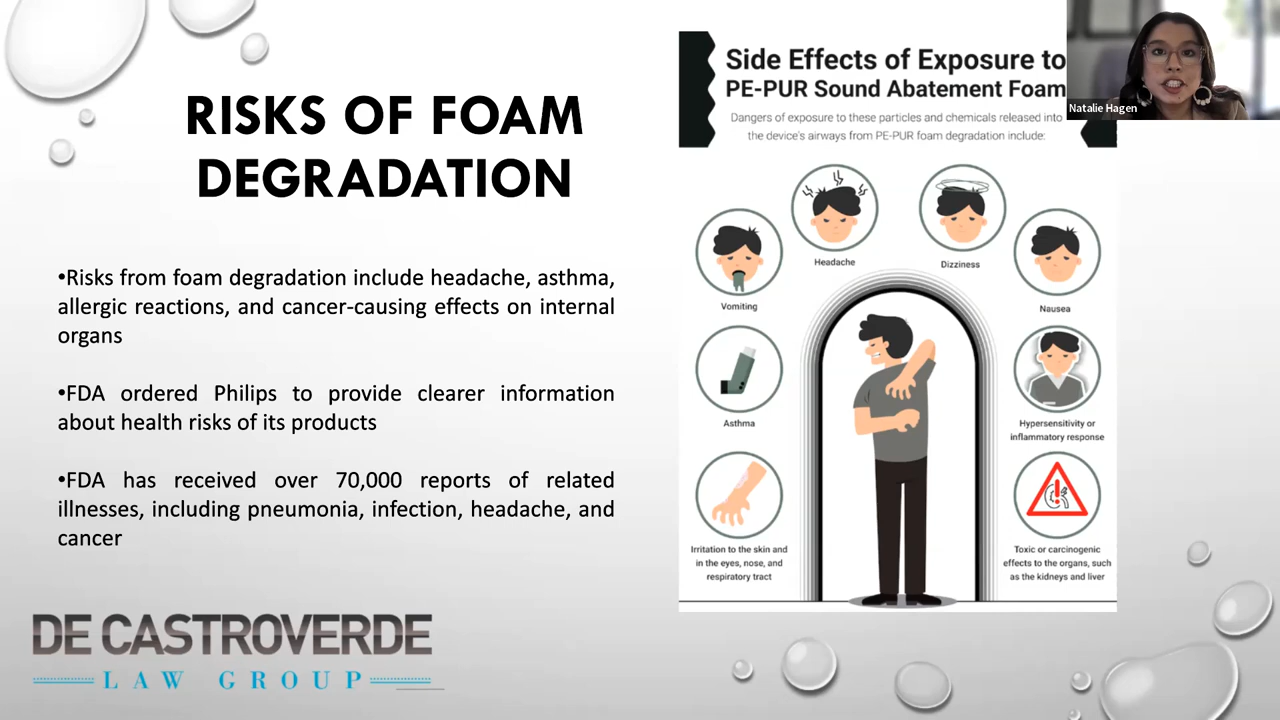 RISKS OF FOAM
DEGRADATION
•Risks from foam degradation include headache, asthma,
allergic reactions, and cancer-causing effects on internal
organs
•FDA ordered Philips to provide clearer information
about health risks of its products
•FDA has received over 70,000 reports of related
illnesses, including pneumonia, infection, headache, and
cancer
DE CASTROVERDE
LAW GROUP
Side Effects of Exposure to
PE-PUR Sound Abatement Foam
Dangers of exposure to these particles and chemicals released into
the device's airways from PE-PUR foam degradation include:
Natalie Hagen
Headache
Dizziness
Vomiting
Nausea
Asthma
Hypersensitivity or
inflammatory response
Irritation to the skin and
in the eyes, nose, and
respiratory tract
Toxic or carcinogenic
effects to the organs, such
as the kidneys and liver